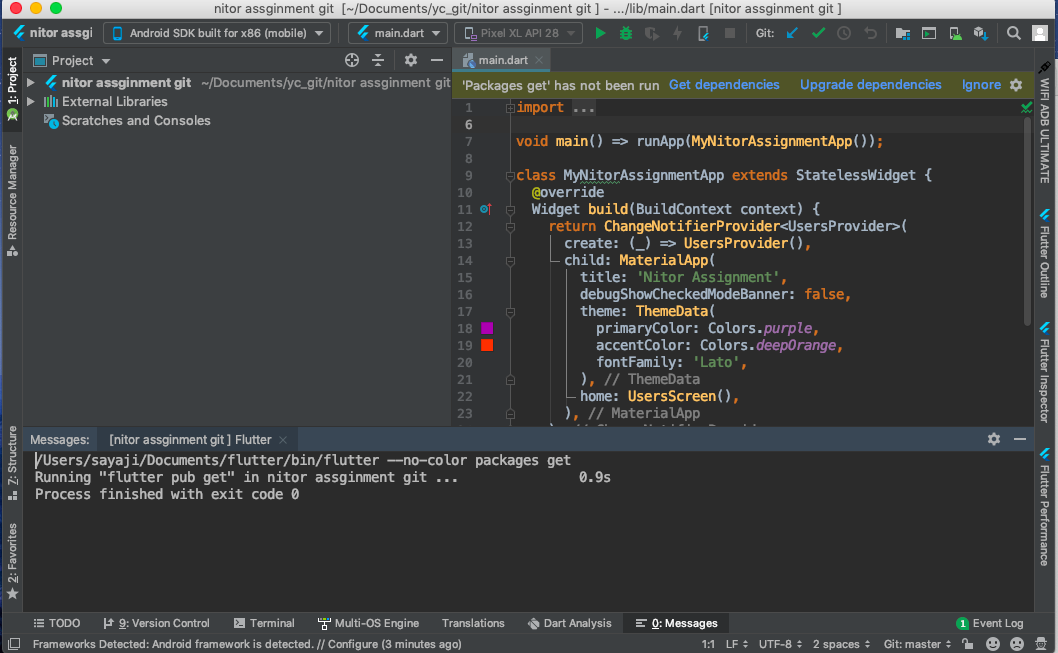 nitor assginment git [~/Documents/yc_git/nitor assginment git ] - .../lib/main.dart [nitor assginment git ]
nitor assgi
Android SDK built for x86 (mobile)
main.dart
Pixel XL API 28
Git:
1: Project
Resource Manager
Z: Structure
2: Favorites
Project
nitor assginment git ~/Documents/yc_git/nitor assginment git
External Libraries
Scratches and Consoles
main.dart
'Packages get' has not been run Get dependencies Upgrade dependencies Ignore
1 import ...
6
7 void main() => runApp(MyNitorAssignmentApp());
8
9 class MyNitorAssignmentApp extends StatelessWidget {
10 @override
11 Widget build(BuildContext context) {
12 return ChangeNotifierProvider<UsersProvider>(
13 create: (_) => UsersProvider(),
14 child: MaterialApp(
15 title: 'Nitor Assignment',
16 debugShowCheckedModeBanner: false,
17 theme: ThemeData(
18 primaryColor: Colors.purple,
19 accentColor: Colors.deepOrange,
20 fontFamily: 'Lato',
21 ), // ThemeData
22 home: UsersScreen(),
23 ), // MaterialApp
WIFI ADB ULTIMATE
Flutter Outline
Flutter Inspector
Flutter Performance
Messages: [nitor assginment git ] Flutter
/Users/sayaji/Documents/flutter/bin/flutter --no-color packages get
Running "flutter pub get" in nitor assginment git ... 0.9s
Process finished with exit code 0
TODO 9: Version Control Terminal Multi-OS Engine Translations Dart Analysis 0: Messages 1 Event Log
Frameworks Detected: Android framework is detected. // Configure (3 minutes ago) 1:1 LF UTF-8 2 spaces Git: master